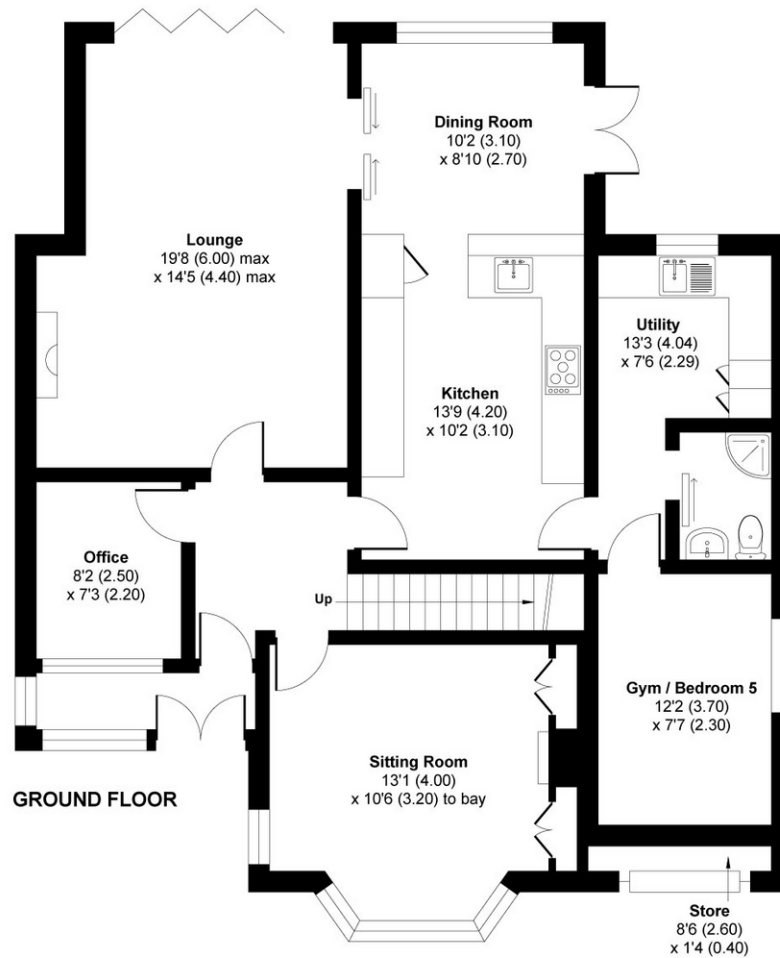 Dining Room
10'2 (3.10)
x 8'10 (2.70)
Lounge
19'8 (6.00) max
x 14'5 (4.40) max
Utility
13'3 (4.04)
x 7'6 (2.29)
Kitchen
13'9 (4.20)
x 10'2 (3.10)
Office
8'2 (2.50)
x 7'3 (2.20)
Up
Gym / Bedroom 5
12'2 (3.70)
x 7'7 (2.30)
Sitting Room
13'1 (4.00)
x 10'6 (3.20) to bay
GROUND FLOOR
Store
8'6 (2.60)
x 1'4 (0.40)